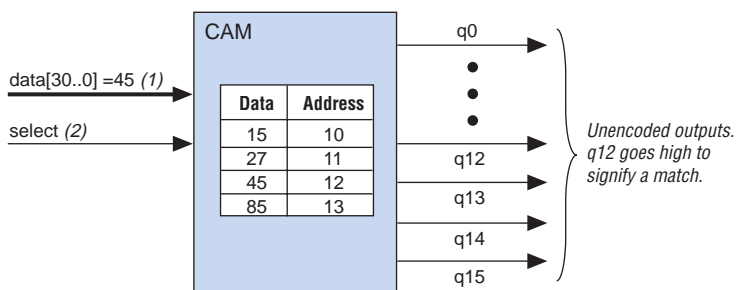 CAM
data[30..0] =45 (1)
select (2)
Data Address
15 10
27 11
45 12
85 13
q0
q12
q13
q14
q15
Unencoded outputs.
q12 goes high to
signify a match.